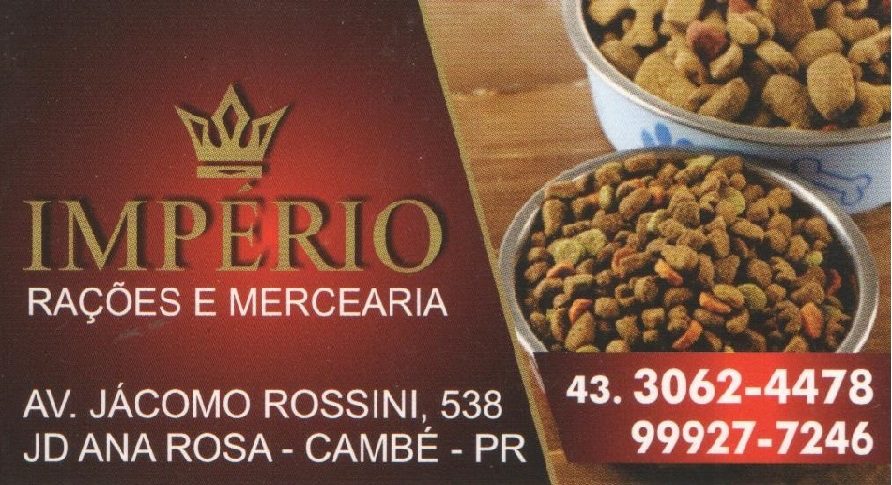 IMPÉRIO
RAÇÕES E MERCEARIA
AV. JÁCOMO ROSSINI, 538
JD ANA ROSA - CAMBÉ - PR
43. 3062-4478
99927-7246